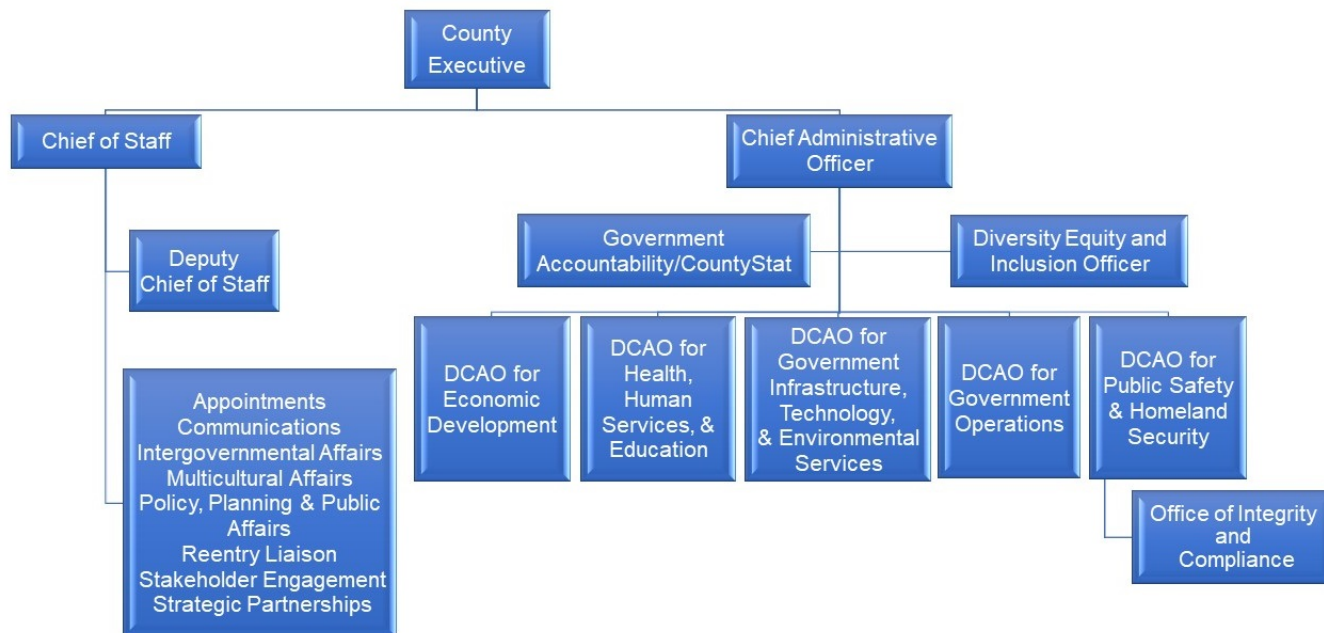 County
Executive
Chief of Staff
Chief Administrative
Officer
Deputy
Chief of Staff
Government
Accountability/CountyStat
Diversity Equity and
Inclusion Officer
Appointments
Communications
Intergovernmental Affairs
Multicultural Affairs
Policy, Planning & Public
Affairs
Reentry Liaison
Stakeholder Engagement
Strategic Partnerships
DCAO for
Economic
Development
DCAO for
Health,
Human
Services, &
Education
DCAO for
Government
Infrastructure,
Technology,
& Environmental
Services
DCAO for
Government
Operations
DCAO for
Public Safety
& Homeland
Security
Office of Integrity
and
Compliance